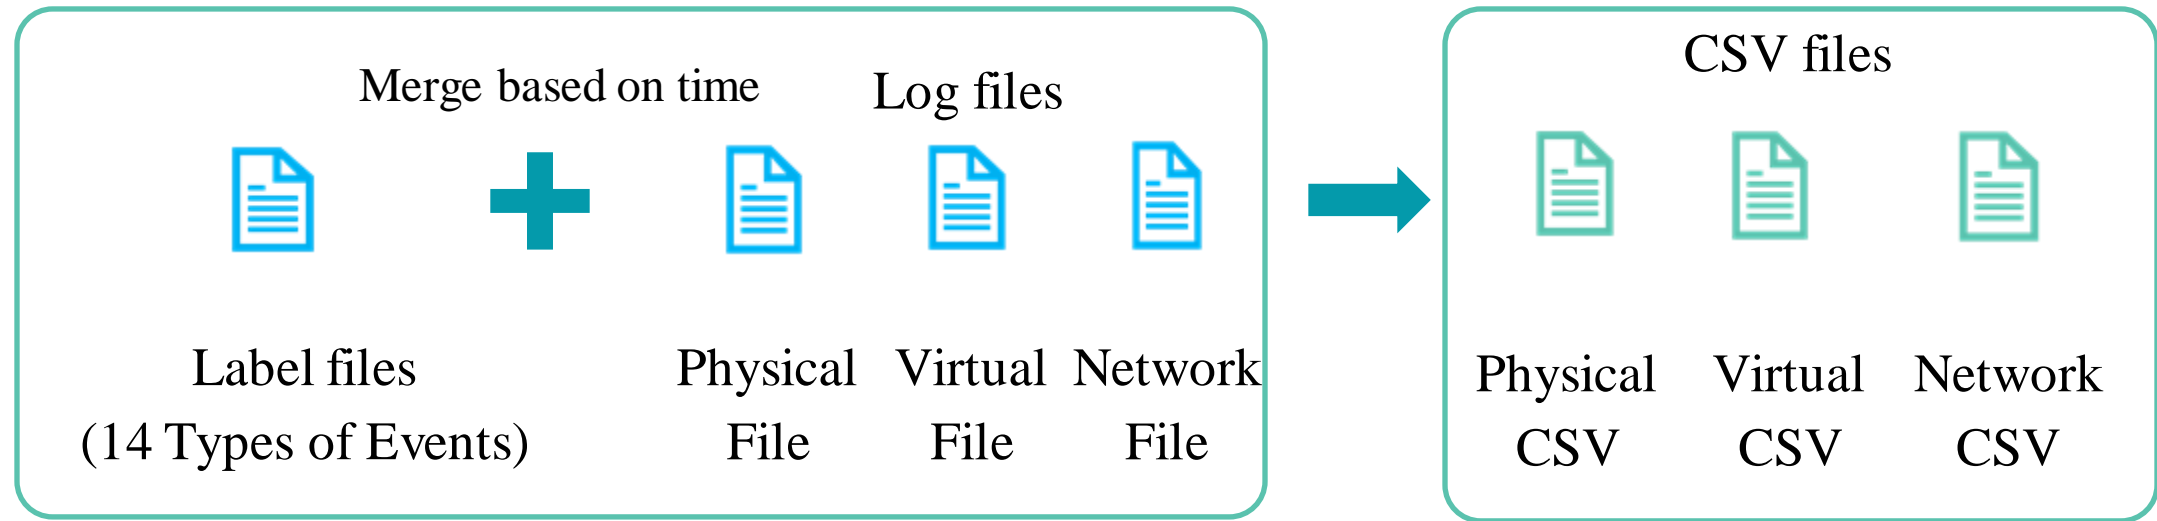 Merge based on time
Log files
Label files
(14 Types of Events)
Physical
File
Virtual
File
Network
File
CSV files
Physical
CSV
Virtual
CSV
Network
CSV